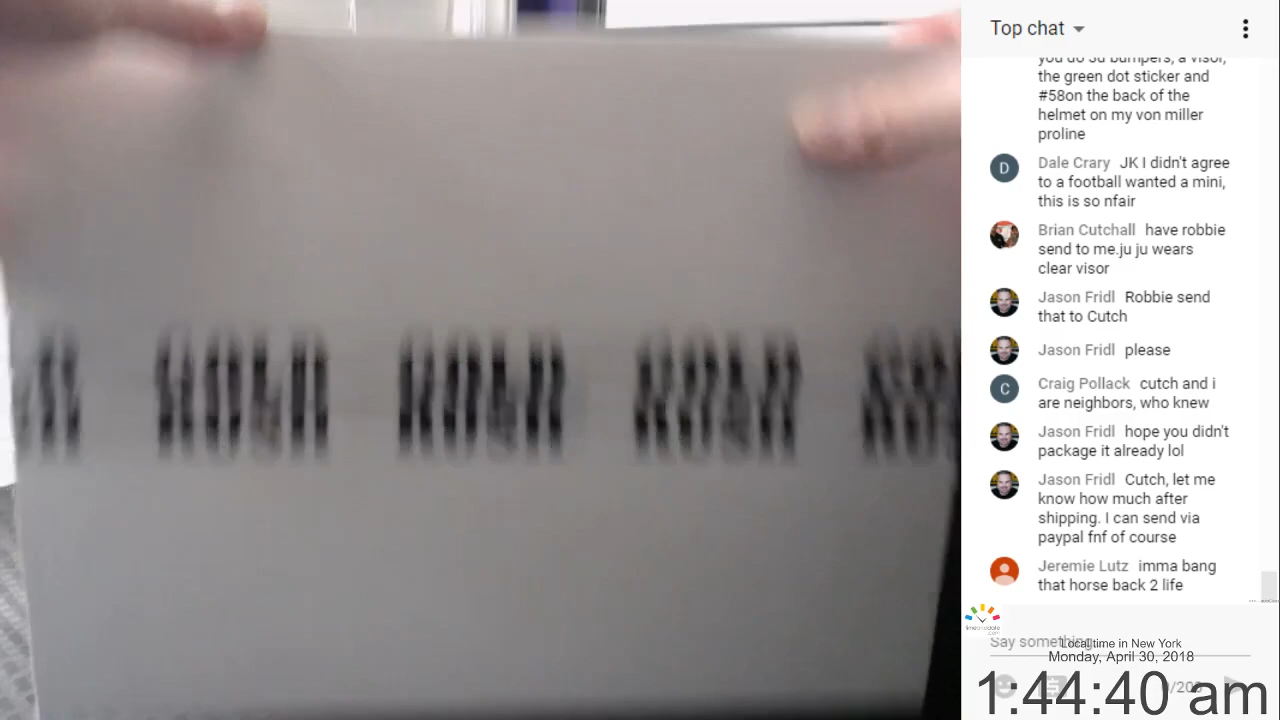 Top chat
you do 3d bumpers, a visor,
the green dot sticker and
#58on the back of the
helmet on my von miller
proline
Dale Crary JK I didn't agree
to a football wanted a mini,
this is so nfair
Brian Cutchall have robbie
send to me.ju ju wears
clear visor
Jason Fridl Robbie send
that to Cutch
Jason Fridl please
Craig Pollack cutch and i
are neighbors, who knew
Jason Fridl hope you didn't
package it already lol
Jason Fridl Cutch, let me
know how much after
shipping. I can send via
paypal fnf of course
Jeremie Lutz imma bang
that horse back 2 life
Say something...
Local time in New York
Monday, April 30, 2018
1:44:40 am